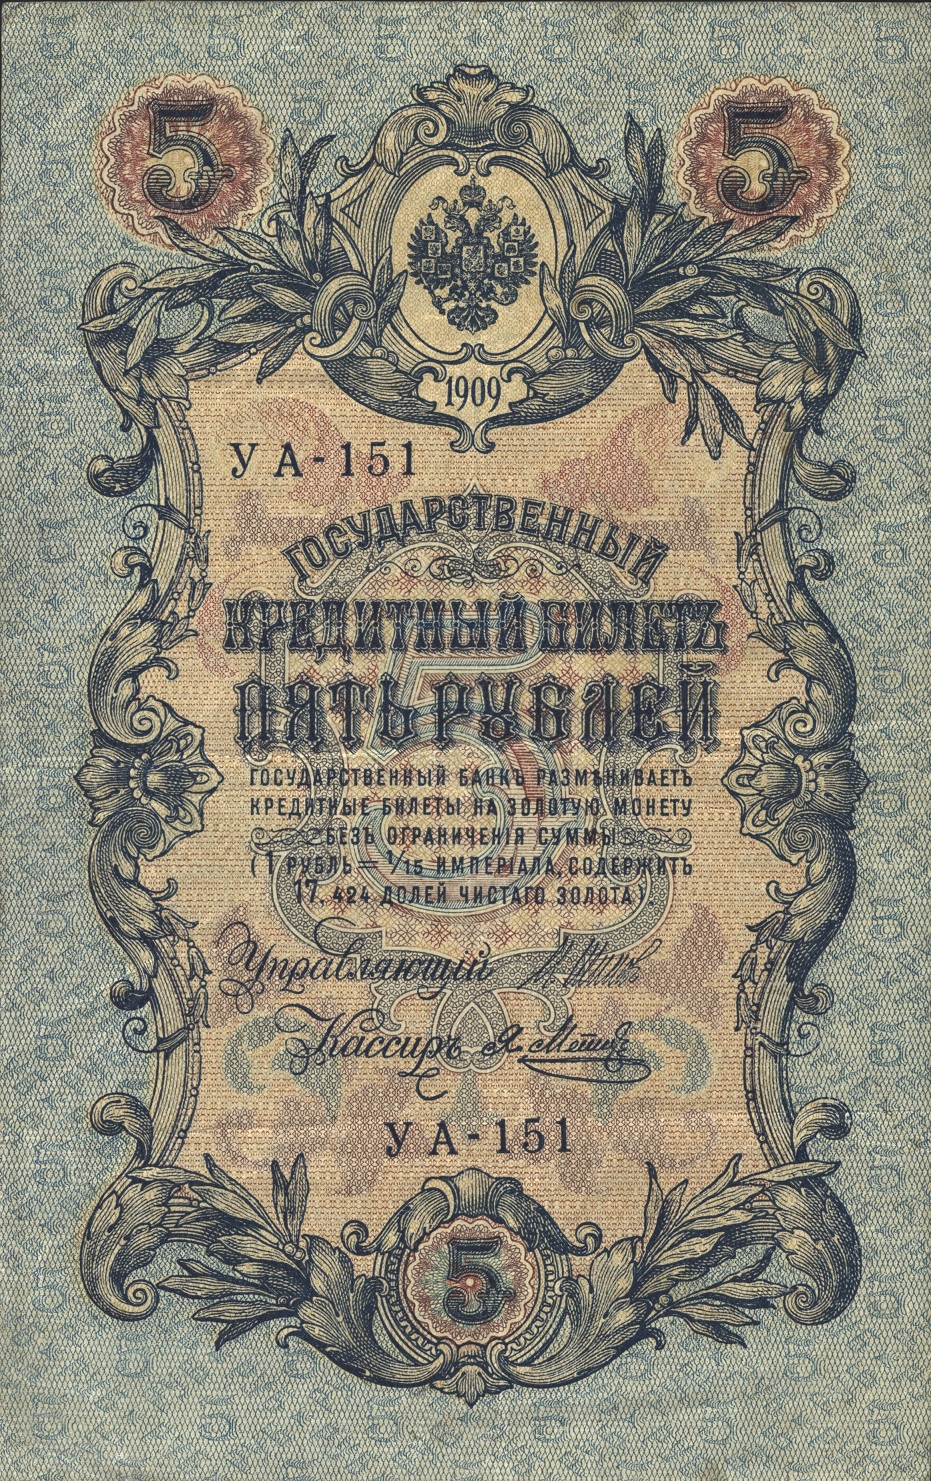 5 5
1909
УА-151
ГОСУДАРСТВЕННЫЙ
КРЕДИТНЫЙ БИЛЕТЪ
ПЯТЬ РУБЛЕЙ
ГОСУДАРСТВЕННЫЙ БАНКЪ РАЗМѢНИВАЕТЪ
КРЕДИТНЫЕ БИЛЕТЫ НА ЗОЛОТУЮ МОНЕТУ
БЕЗЪ ОГРАНИЧЕНІЯ СУММЫ
(1 РУБЛЬ = 1/15 ИМПЕРІАЛА, СОДЕРЖИТЪ
17,424 ДОЛЕЙ ЧИСТАГО ЗОЛОТА).
Управляющій
Кассиръ
УА-151
5